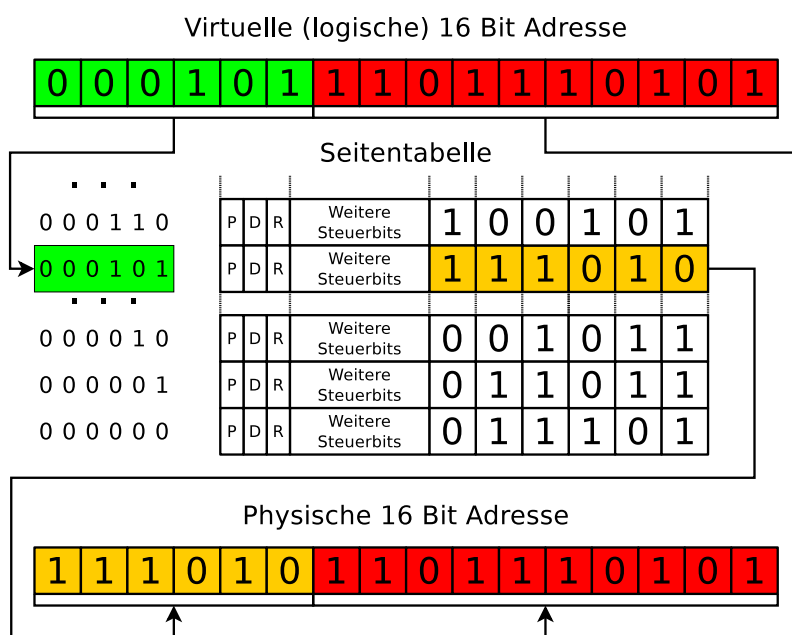 Virtuelle (logische) 16 Bit Adresse
0 0 0 1 0 1 1 1 0 1 1 1 0 1 0 1
Seitentabelle
. . .
0 0 0 1 1 0 P D R Weitere Steuerbits 1 0 0 1 0 1
0 0 0 1 0 1 P D R Weitere Steuerbits 1 1 1 0 1 0
. . .
0 0 0 0 1 0 P D R Weitere Steuerbits 0 0 1 0 1 1
0 0 0 0 0 1 P D R Weitere Steuerbits 0 1 1 0 1 1
0 0 0 0 0 0 P D R Weitere Steuerbits 0 1 1 1 0 1
Physische 16 Bit Adresse
1 1 1 0 1 0 1 1 0 1 1 1 0 1 0 1